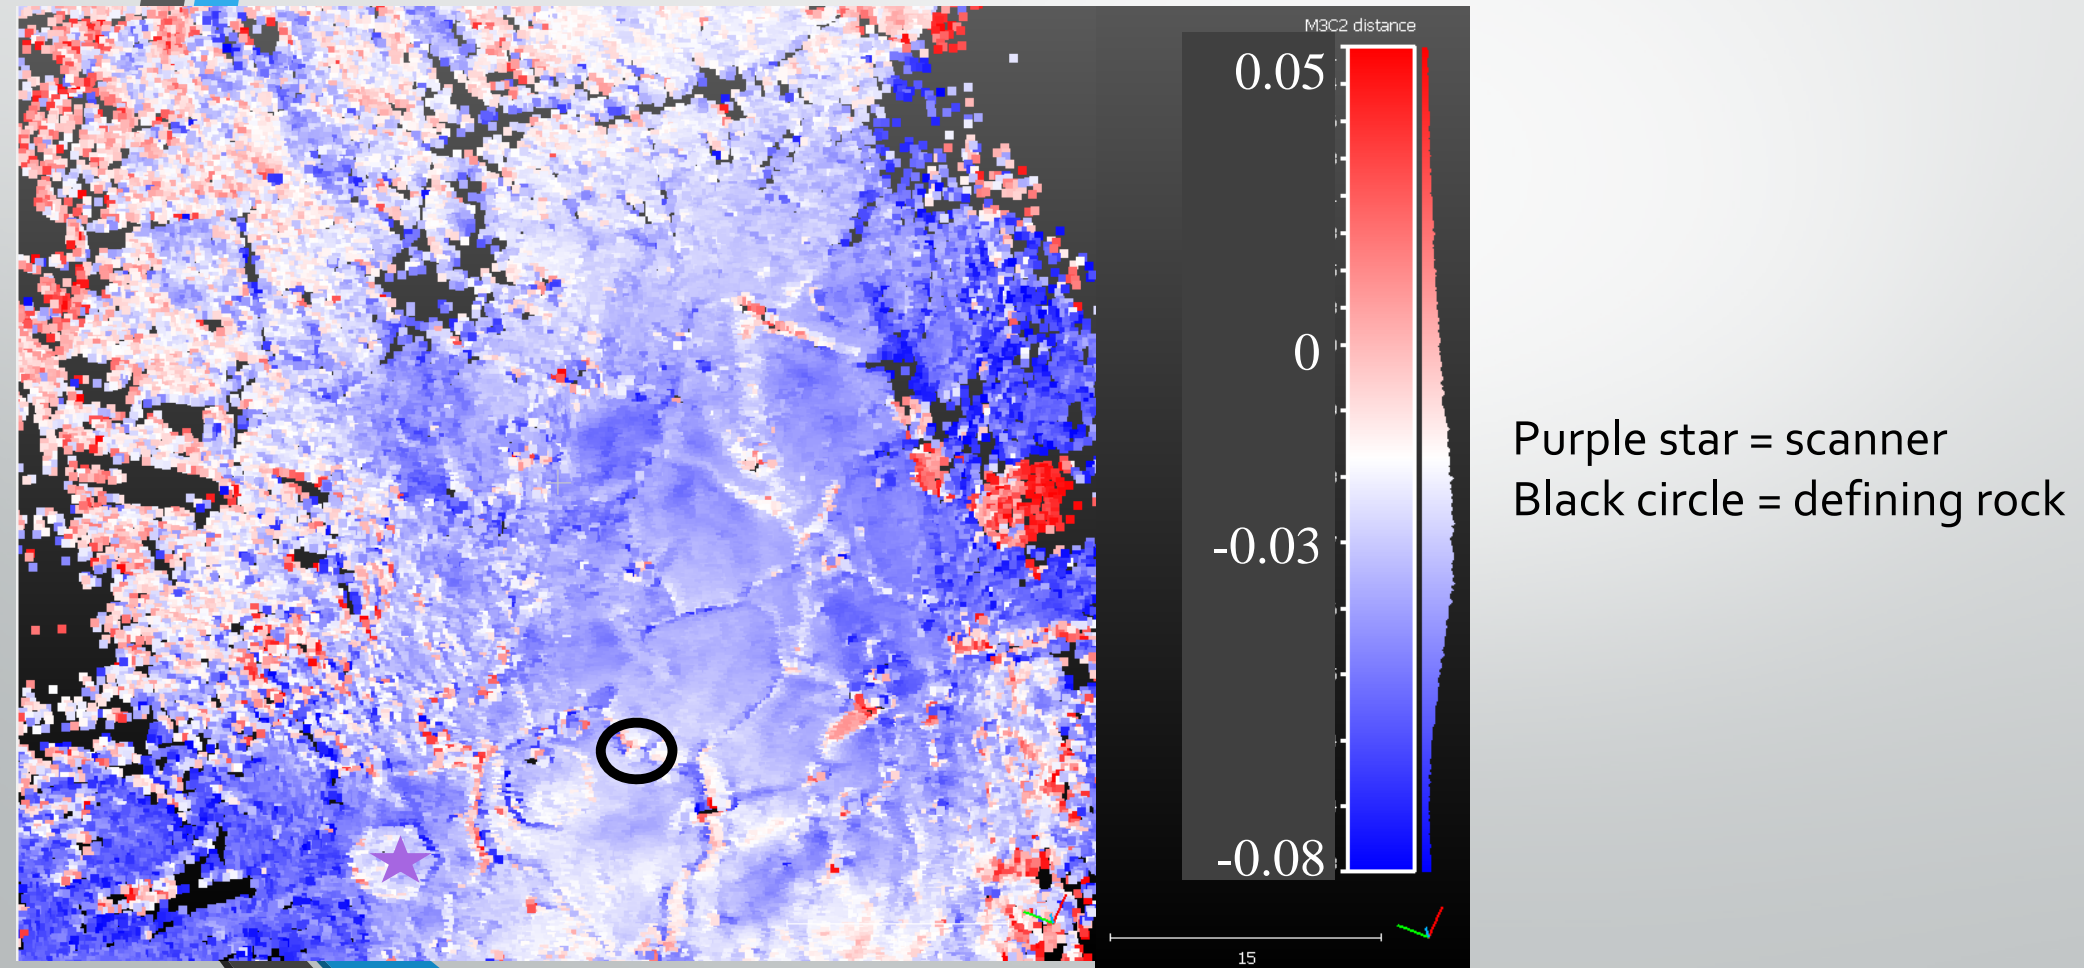 M3C2 distance
0.05
0
-0.03
-0.08
15
Purple star = scanner
Black circle = defining rock